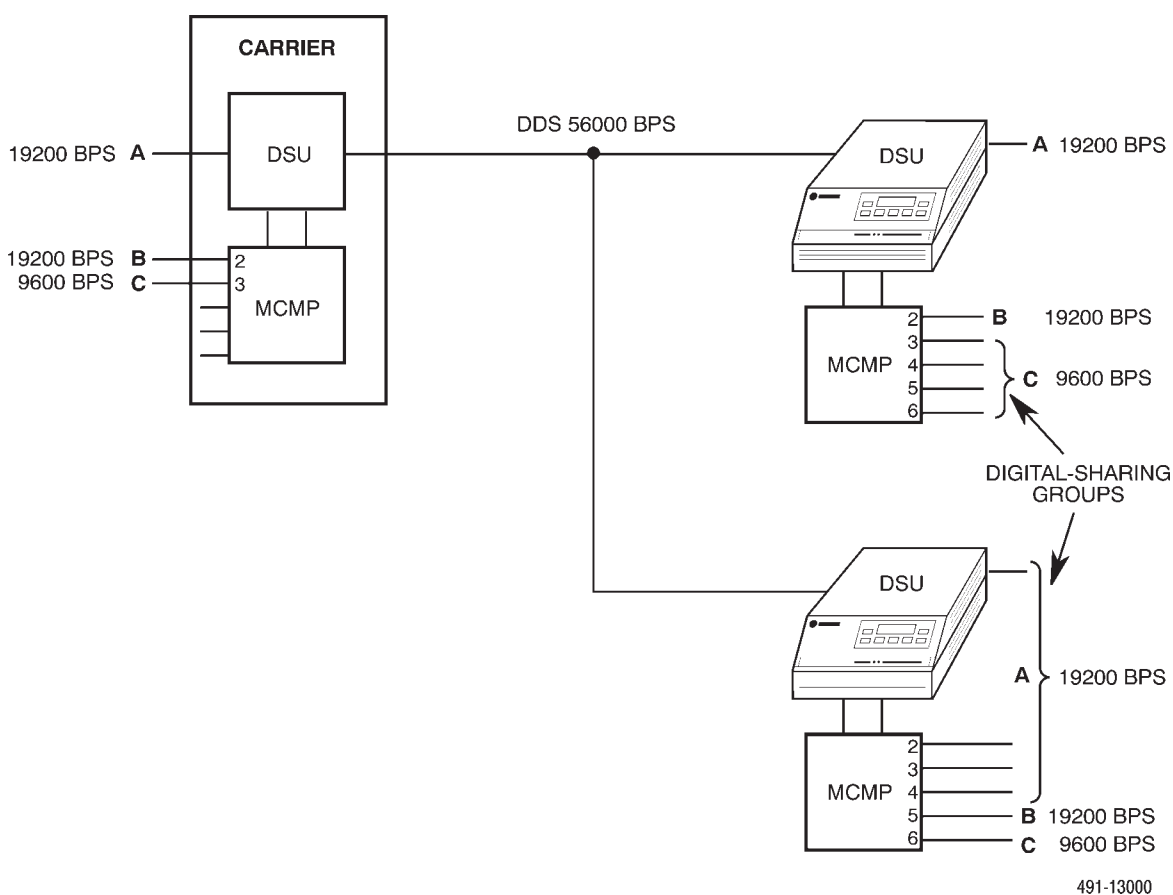 CARRIER
DSU
19200 BPS A
DDS 56000 BPS
DSU
A 19200 BPS
19200 BPS B 2
9600 BPS C 3
MCMP
2 B 19200 BPS
3
MCMP
4
C 9600 BPS
5
6
DIGITAL-SHARING
GROUPS
DSU
A 19200 BPS
2
3
MCMP
4
5 B 19200 BPS
6 C 9600 BPS
491-13000